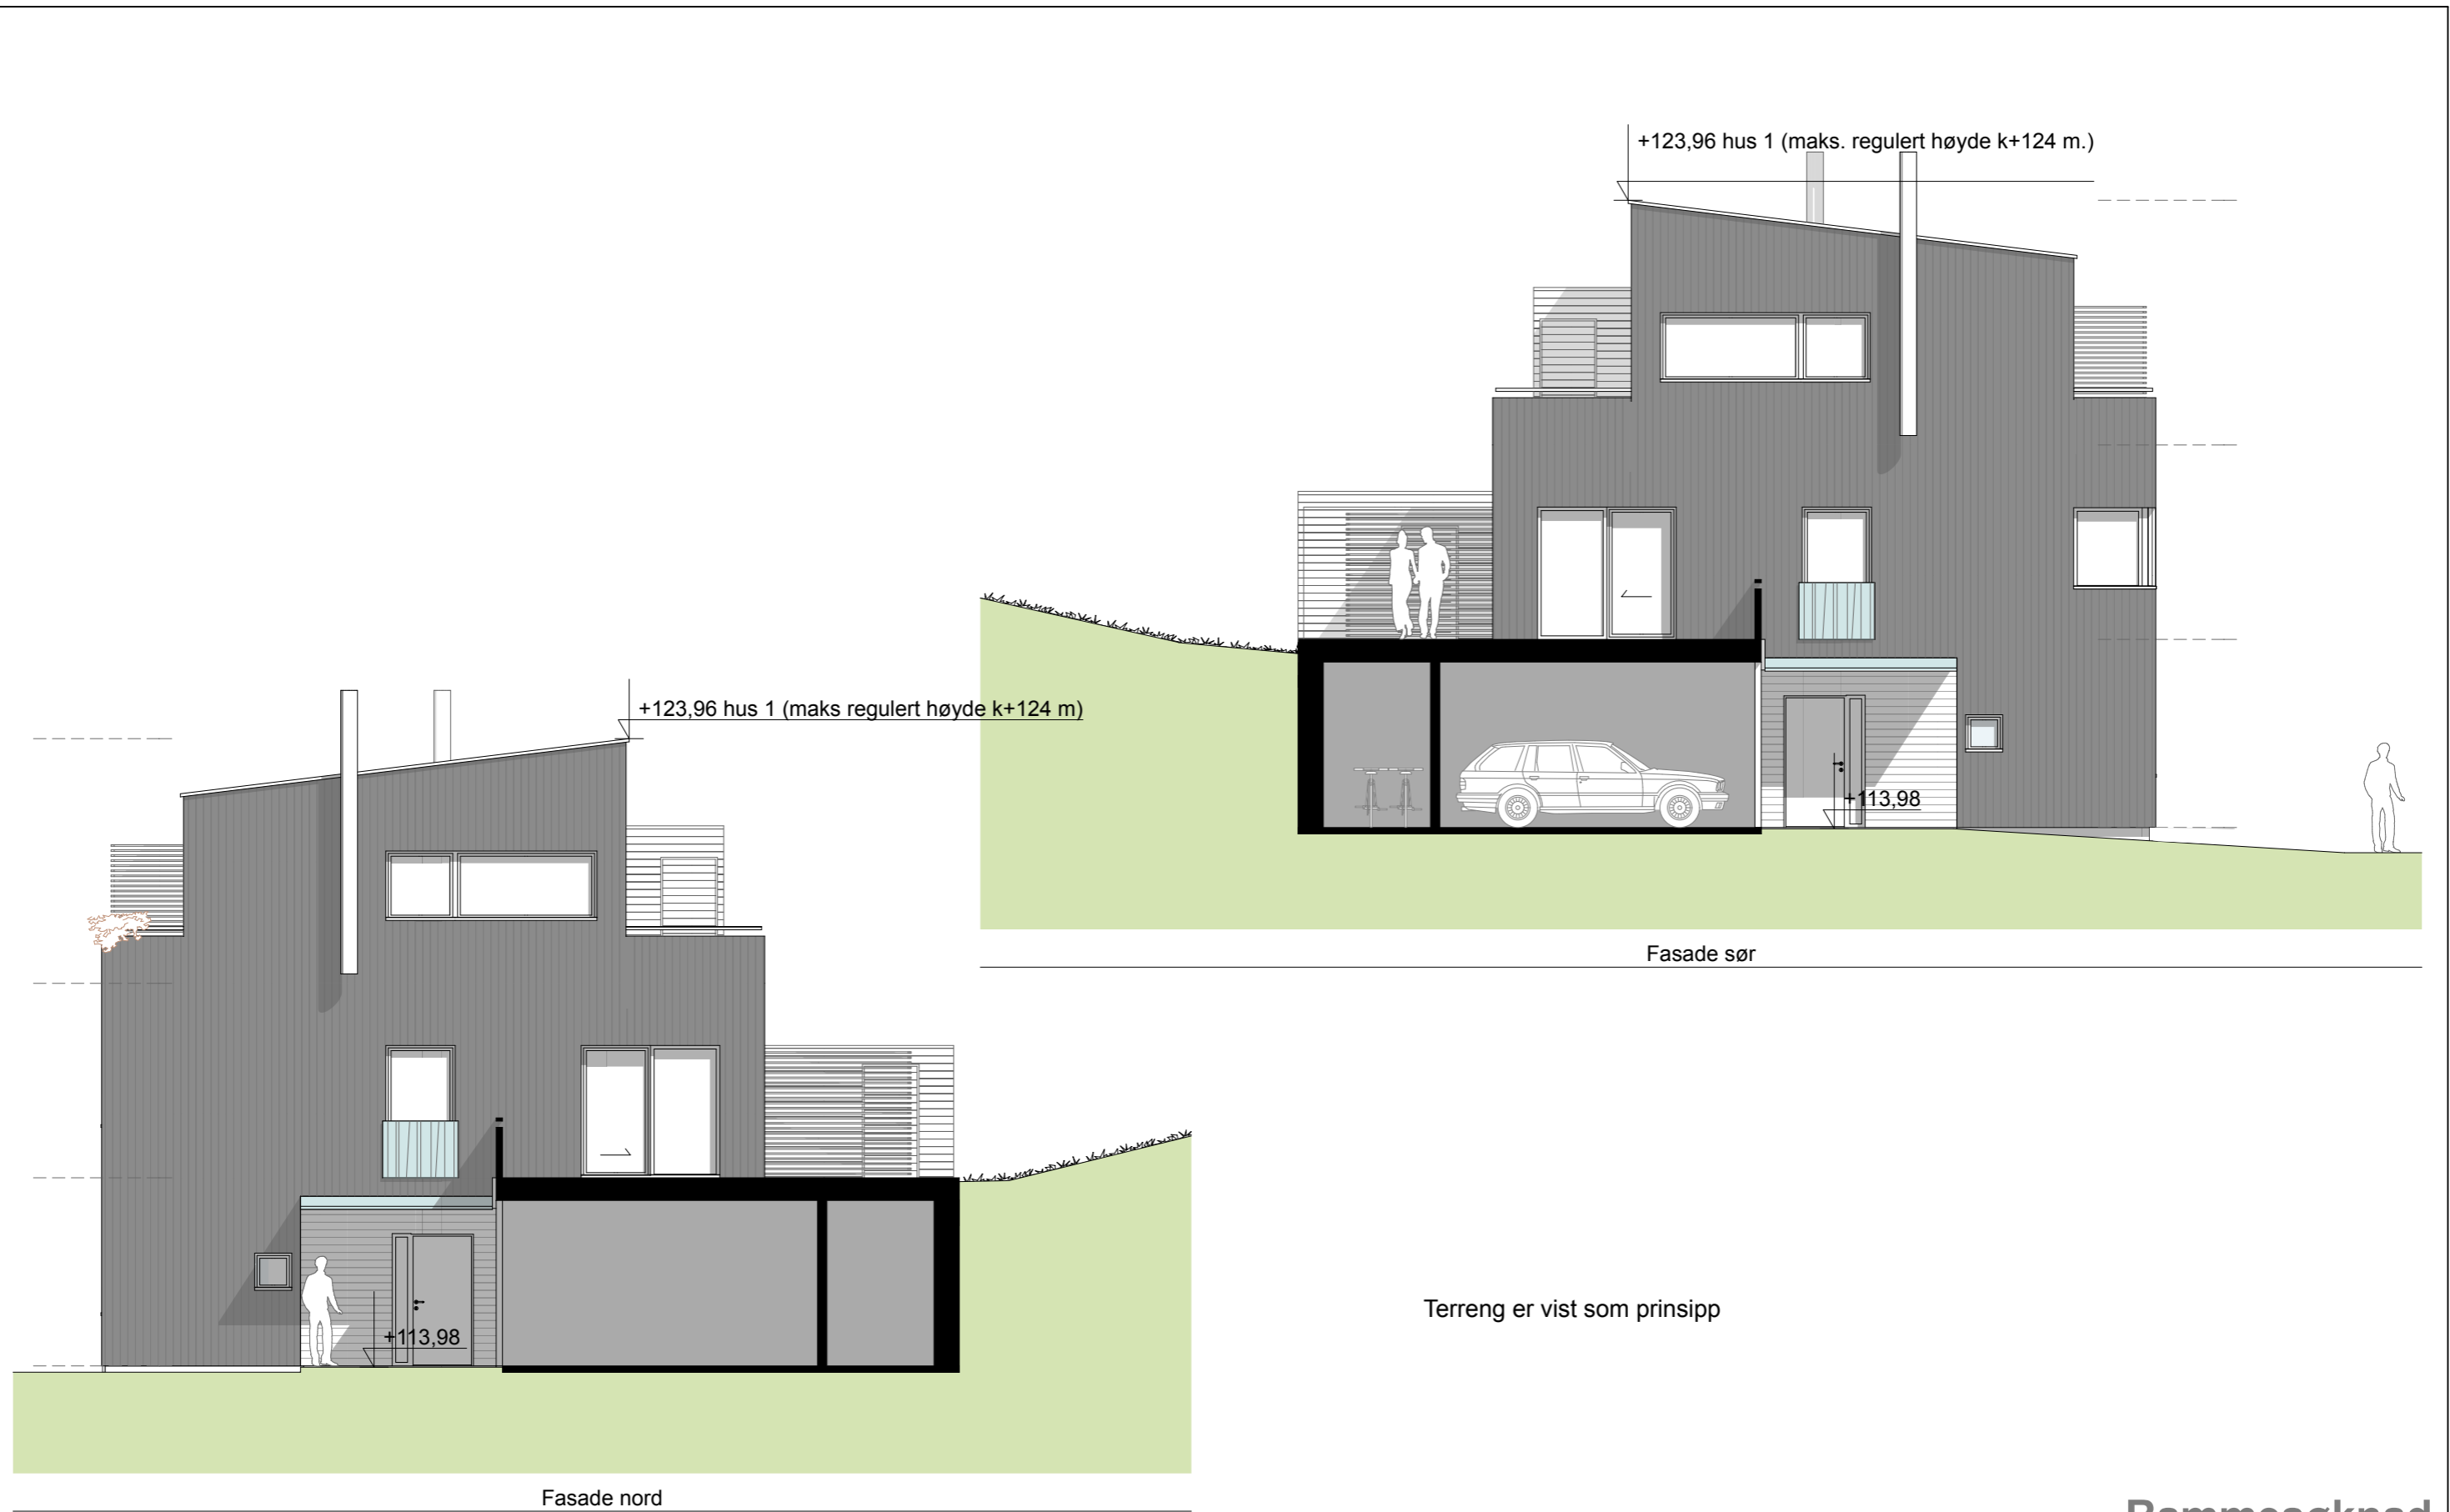 +123,96 hus 1 (maks. regulert høyde k+124 m.)
+113,98
Fasade sør
+123,96 hus 1 (maks regulert høyde k+124 m)
+113,98
Fasade nord
Terreng er vist som prinsipp
Rammesøknad